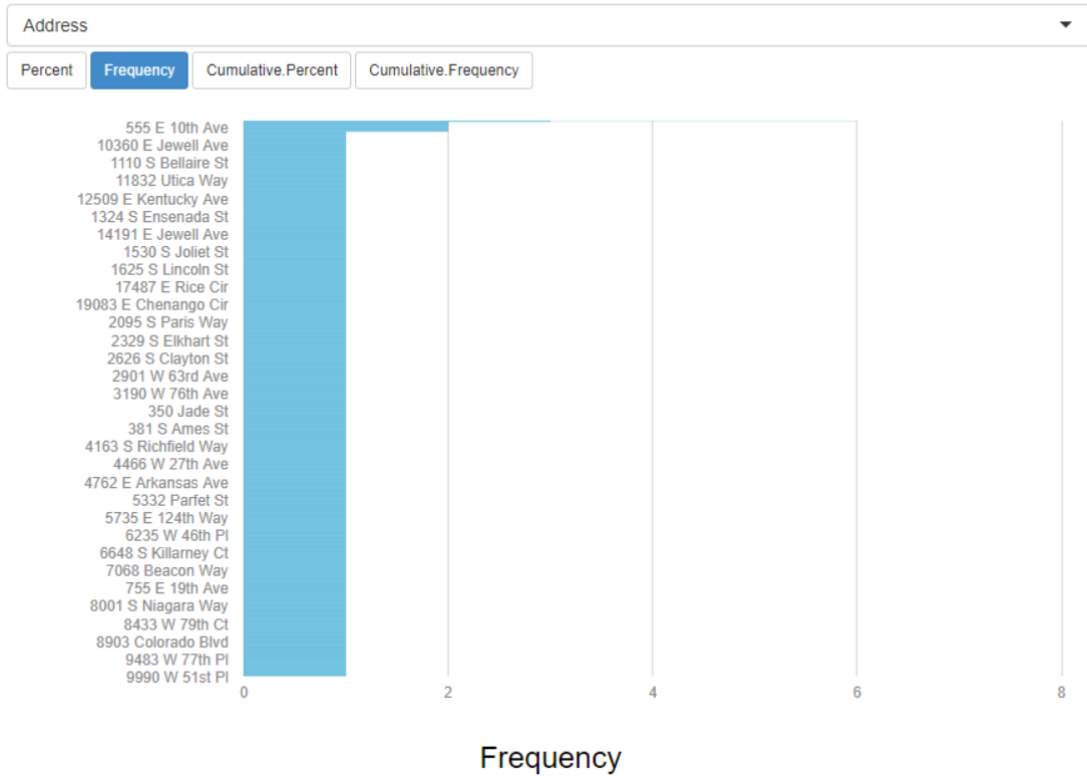 Address
Percent Frequency Cumulative.Percent Cumulative.Frequency
555 E 10th Ave
10360 E Jewell Ave
1110 S Bellaire St
11832 Utica Way
12509 E Kentucky Ave
1324 S Ensenada St
14191 E Jewell Ave
1530 S Joliet St
1625 S Lincoln St
17487 E Rice Cir
19083 E Chenango Cir
2095 S Paris Way
2329 S Elkhart St
2626 S Clayton St
2901 W 63rd Ave
3190 W 76th Ave
350 Jade St
381 S Ames St
4163 S Richfield Way
4466 W 27th Ave
4762 E Arkansas Ave
5332 Parfet St
5735 E 124th Way
6235 W 46th Pl
6648 S Killarney Ct
7068 Beacon Way
755 E 19th Ave
8001 S Niagara Way
8433 W 79th Ct
8903 Colorado Blvd
9483 W 77th Pl
9990 W 51st Pl
0 2 4 6 8
Frequency